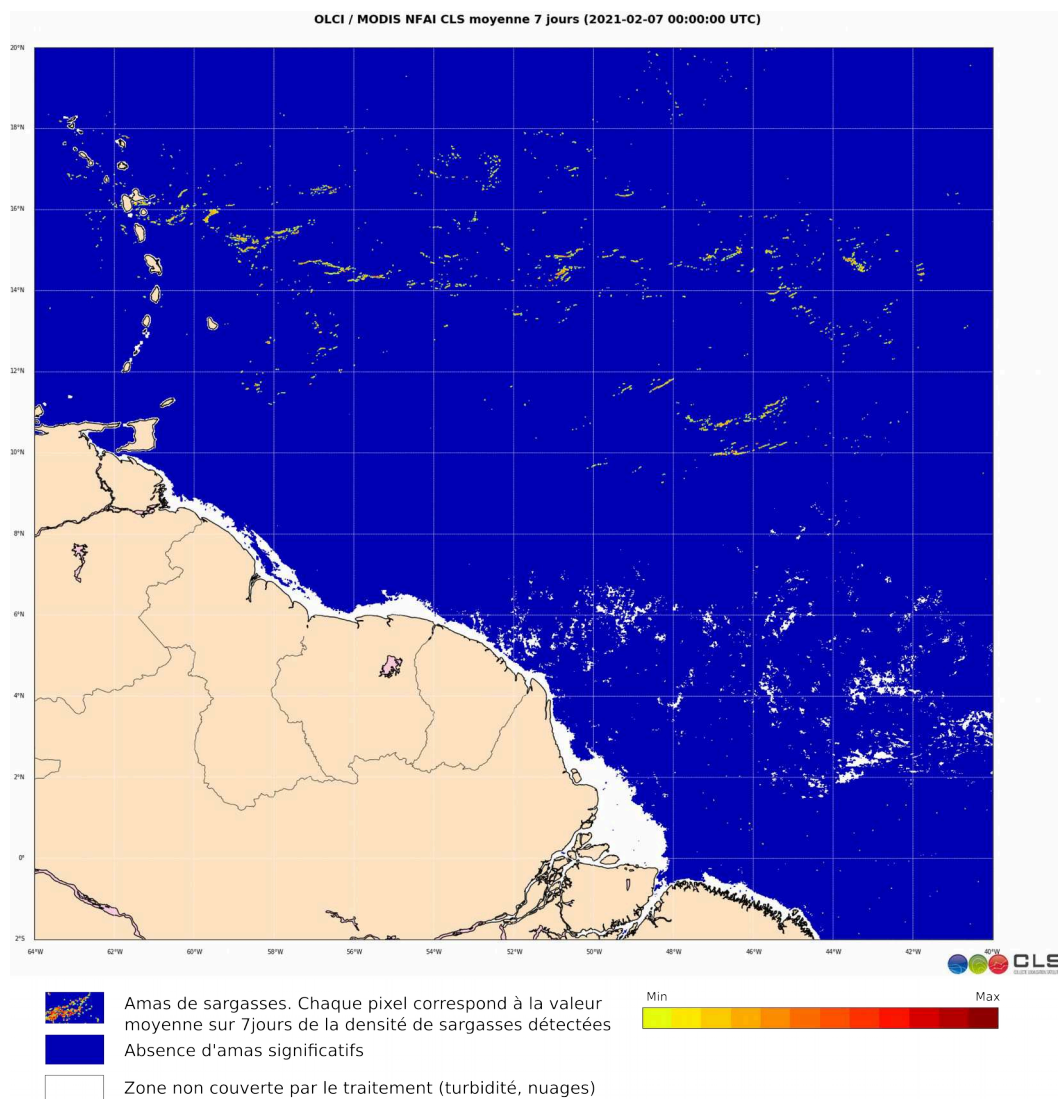 OLCI / MODIS NFAI CLS moyenne 7 jours (2021-02-07 00:00:00 UTC)
20°N
18°N
16°N
14°N
12°N
10°N
8°N
6°N
4°N
2°N
0°
2°S
64°W 62°W 60°W 58°W 56°W 54°W 52°W 50°W 48°W 46°W 44°W 42°W 40°W
CLS
Amas de sargasses. Chaque pixel correspond à la valeur
moyenne sur 7jours de la densité de sargasses détectées
Min Max
Absence d'amas significatifs
Zone non couverte par le traitement (turbidité, nuages)